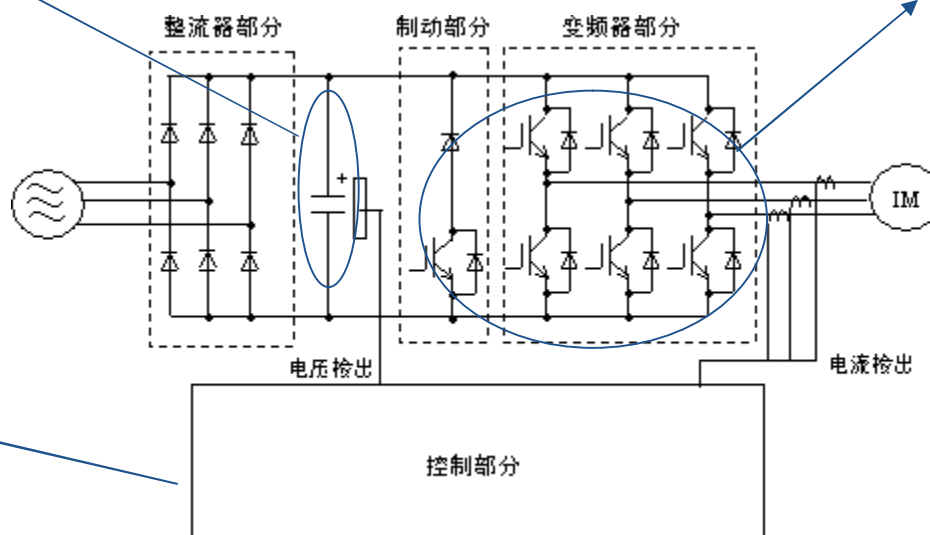 整流器部分
制动部分
变频器部分
+
IM
电压检出
电流检出
控制部分